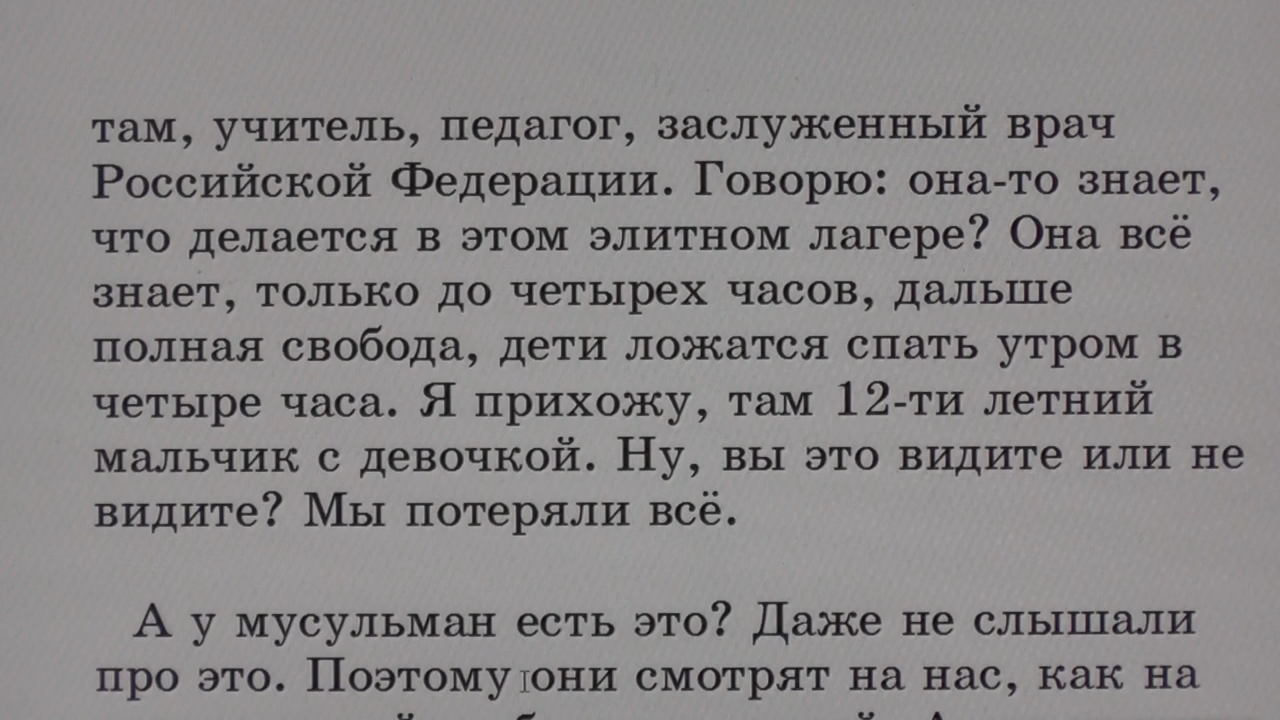 там, учитель, педагог, заслуженный врач
Российской Федерации. Говорю: она-то знает,
что делается в этом элитном лагере? Она всё
знает, только до четырех часов, дальше
полная свобода, дети ложатся спать утром в
четыре часа. Я прихожу, там 12-ти летний
мальчик с девочкой. Ну, вы это видите или не
видите? Мы потеряли всё.
А у мусульман есть это? Даже не слышали
про это. Поэтому они смотрят на нас, как на